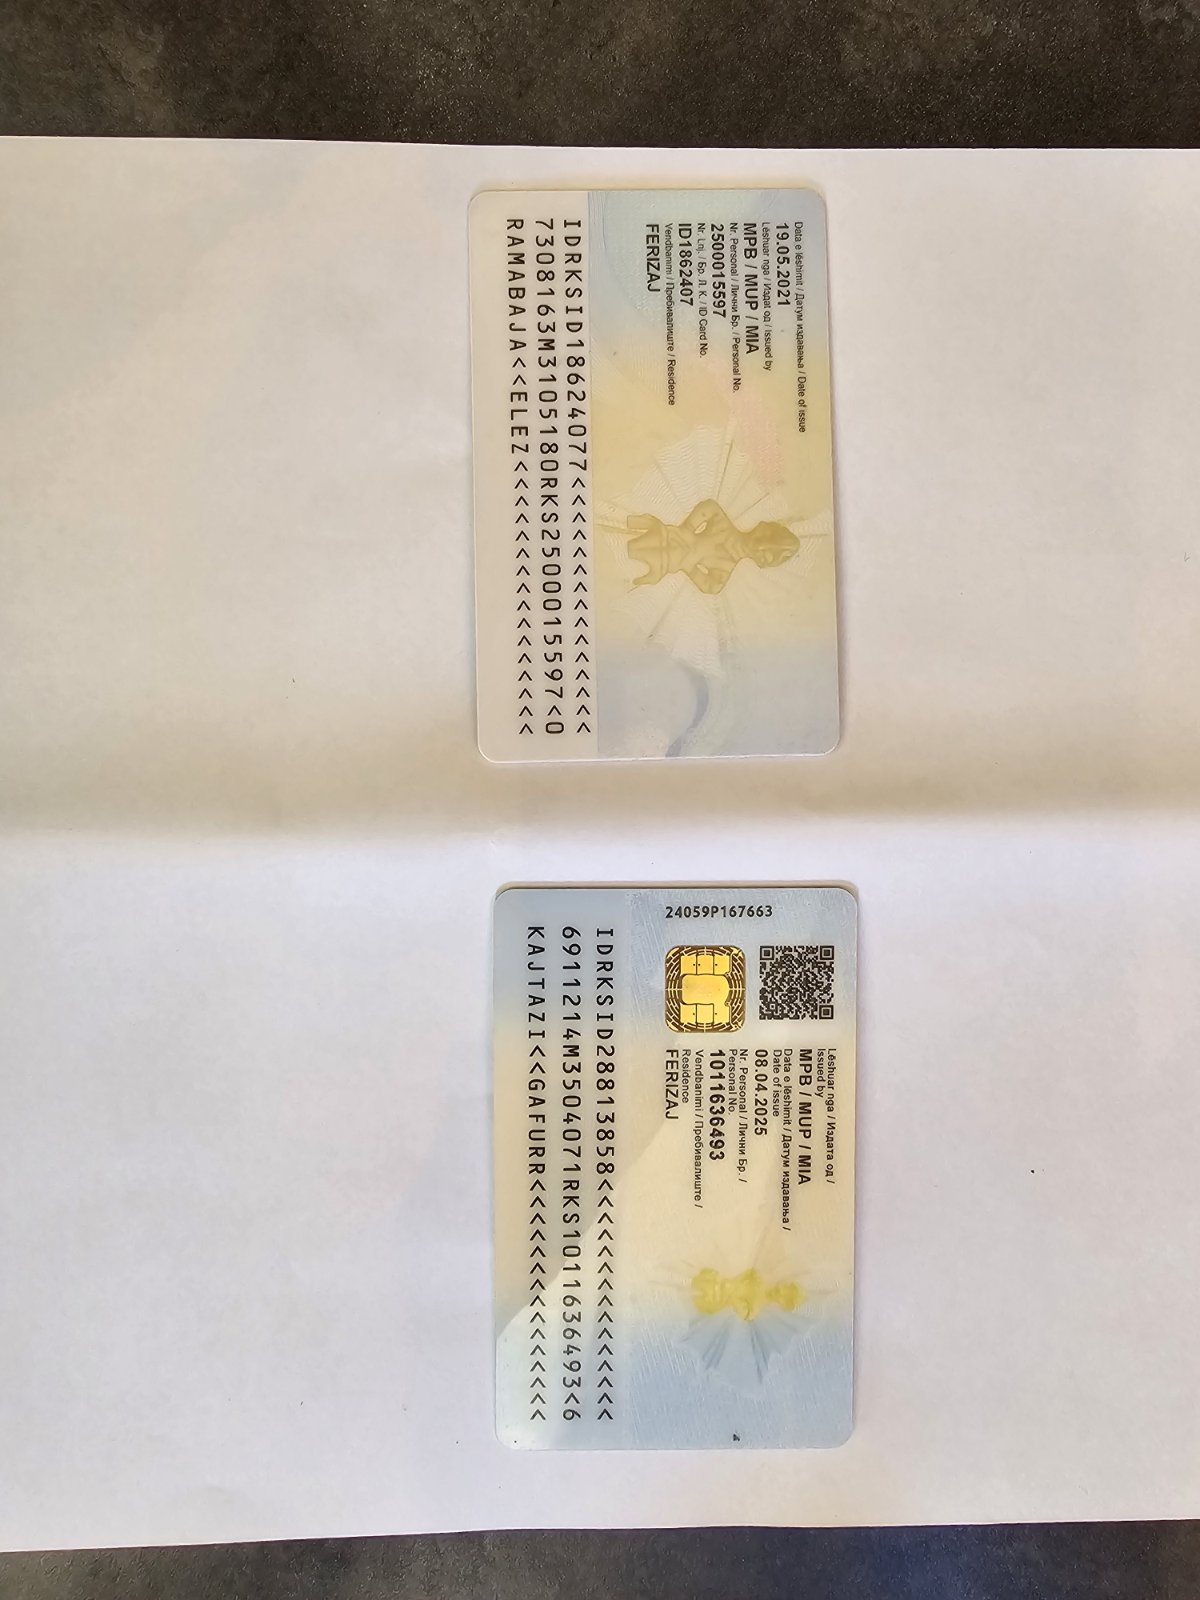 Data e lëshimit / Датум издавања / Date of issue
19.05.2021
Lëshuar nga / Издат од / Issued by
MPB / MUP / MIA
Nr. Personal / Лични Бр. / Personal No.
2500015597
Nr. Lnj. / Бр. Л. К. / ID Card No.
ID1862407
Vendbanimi / Пребивалиште / Residence
FERIZAJ
IDRKSID18624077<<<<<<<<<<<<<<<
7308163M3105180RKS2500015597<0
RAMABAJA<<ELEZ<<<<<<<<<<<<<<<<
24059P167663
Lëshuar nga / Издата од /
Issued by
MPB / MUP / MIA
Data e lëshimit / Датум издавања /
Date of issue
08.04.2025
Nr. Personal / Лични Бр. /
Personal No.
1011636493
Vendbanimi / Пребивалиште /
Residence
FERIZAJ
IDRKSID28813858<<<<<<<<<<<<<<<
6911214M3504071RKS1011636493<6
KAJTAZI<<GAFURR<<<<<<<<<<<<<<<